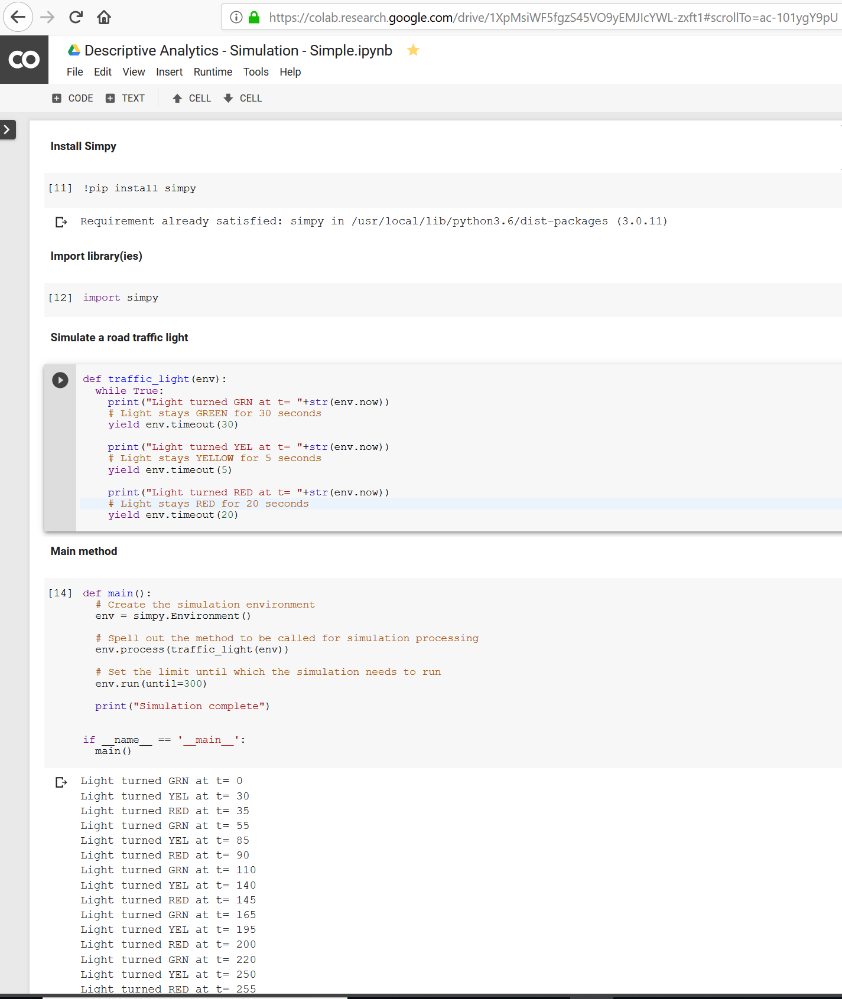 https://colab.research.google.com/drive/1XpMsiWF5fgzS45VO9yEMJIcYWL-zxft1#scrollTo=ac-101ygY9pU
CO
Descriptive Analytics - Simulation - Simple.ipynb
File Edit View Insert Runtime Tools Help
CODE TEXT CELL CELL
Install Simpy
[11] !pip install simpy
Requirement already satisfied: simpy in /usr/local/lib/python3.6/dist-packages (3.0.11)
Import library(ies)
[12] import simpy
Simulate a road traffic light
def traffic_light(env):
  while True:
    print("Light turned GRN at t= "+str(env.now))
    # Light stays GREEN for 30 seconds
    yield env.timeout(30)
    print("Light turned YEL at t= "+str(env.now))
    # Light stays YELLOW for 5 seconds
    yield env.timeout(5)
    print("Light turned RED at t= "+str(env.now))
    # Light stays RED for 20 seconds
    yield env.timeout(20)
Main method
[14] def main():
  # Create the simulation environment
  env = simpy.Environment()
  # Spell out the method to be called for simulation processing
  env.process(traffic_light(env))
  # Set the limit until which the simulation needs to run
  env.run(until=300)
  print("Simulation complete")
if __name__ == '__main__':
  main()
Light turned GRN at t= 0
Light turned YEL at t= 30
Light turned RED at t= 35
Light turned GRN at t= 55
Light turned YEL at t= 85
Light turned RED at t= 90
Light turned GRN at t= 110
Light turned YEL at t= 140
Light turned RED at t= 145
Light turned GRN at t= 165
Light turned YEL at t= 195
Light turned RED at t= 200
Light turned GRN at t= 220
Light turned YEL at t= 250
Light turned RED at t= 255